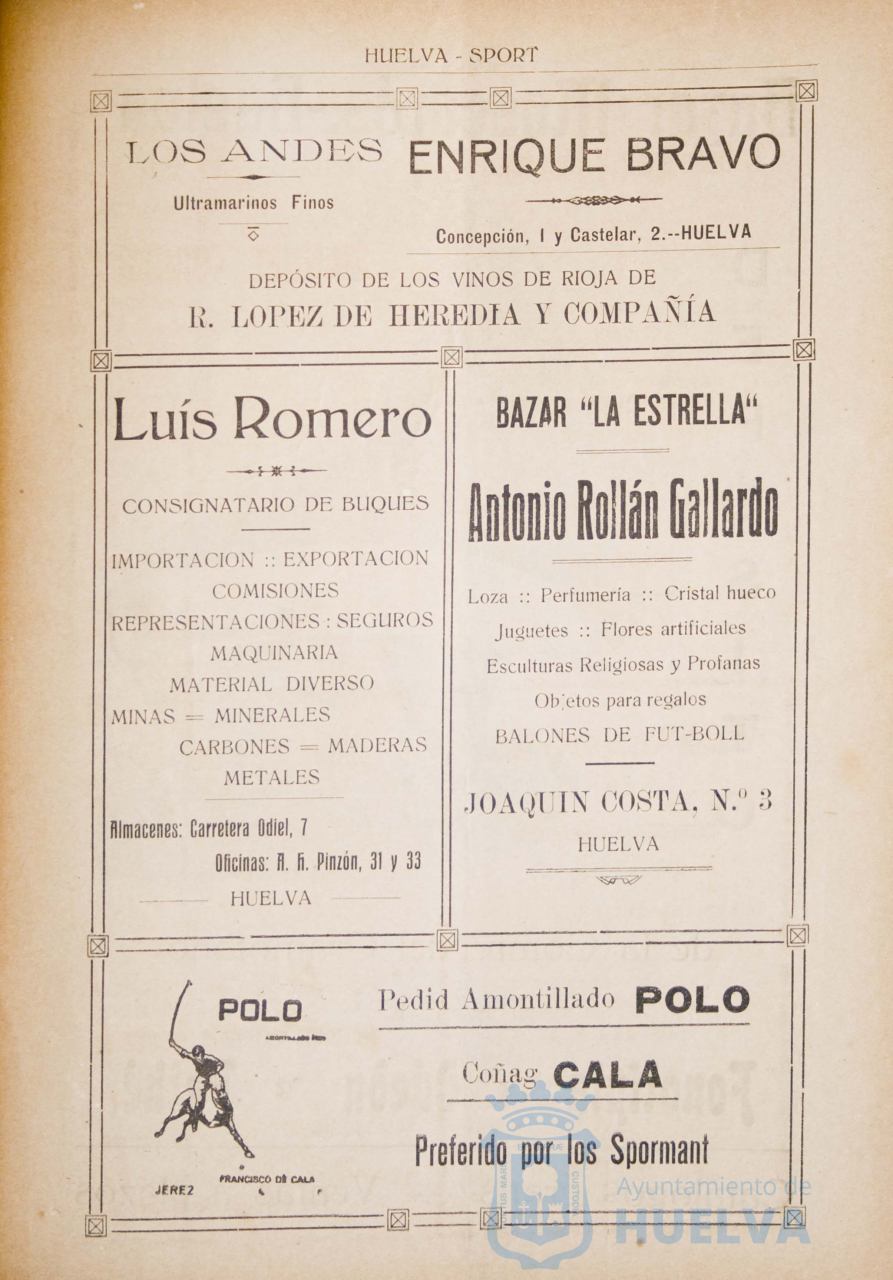 HUELVA - SPORT
LOS ANDES
Ultramarinos Finos
ENRIQUE BRAVO
Concepción, 1 y Castelar, 2.--HUELVA
DEPÓSITO DE LOS VINOS DE RIOJA DE
R. LOPEZ DE HEREDIA Y COMPAÑÍA
Luís Romero
CONSIGNATARIO DE BUQUES
IMPORTACION :: EXPORTACION
COMISIONES
REPRESENTACIONES : SEGUROS
MAQUINARIA
MATERIAL DIVERSO
MINAS = MINERALES
CARBONES = MADERAS
METALES
Almacenes: Carretera Odiel, 7
Oficinas: A. H. Pinzón, 31 y 33
HUELVA
BAZAR "LA ESTRELLA"
Antonio Rollán Gallardo
Loza :: Perfumería :: Cristal hueco
Juguetes :: Flores artificiales
Esculturas Religiosas y Profanas
Objetos para regalos
BALONES DE FUT-BOLL
JOAQUIN COSTA, N.º 3
HUELVA
POLO
AMONTILLADO FINO
JEREZ
FRANCISCO DE CALA
Pedid Amontillado POLO
Coñag CALA
Preferido por los Spormant
Ayuntamiento de
HUELVA